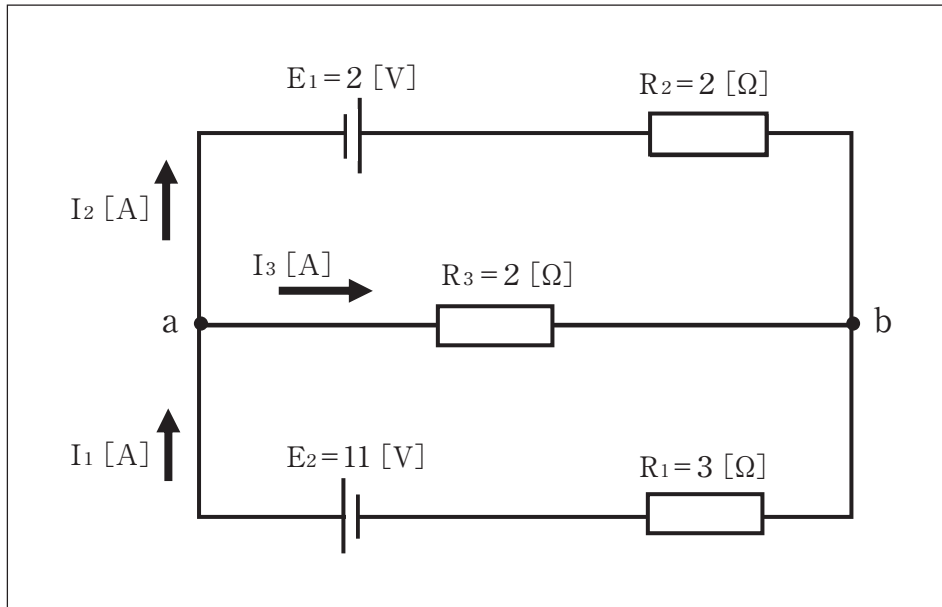 E1=2 [V]
R2=2 [Ω]
I2 [A]
I3 [A]
R3=2 [Ω]
a
b
I1 [A]
E2=11 [V]
R1=3 [Ω]